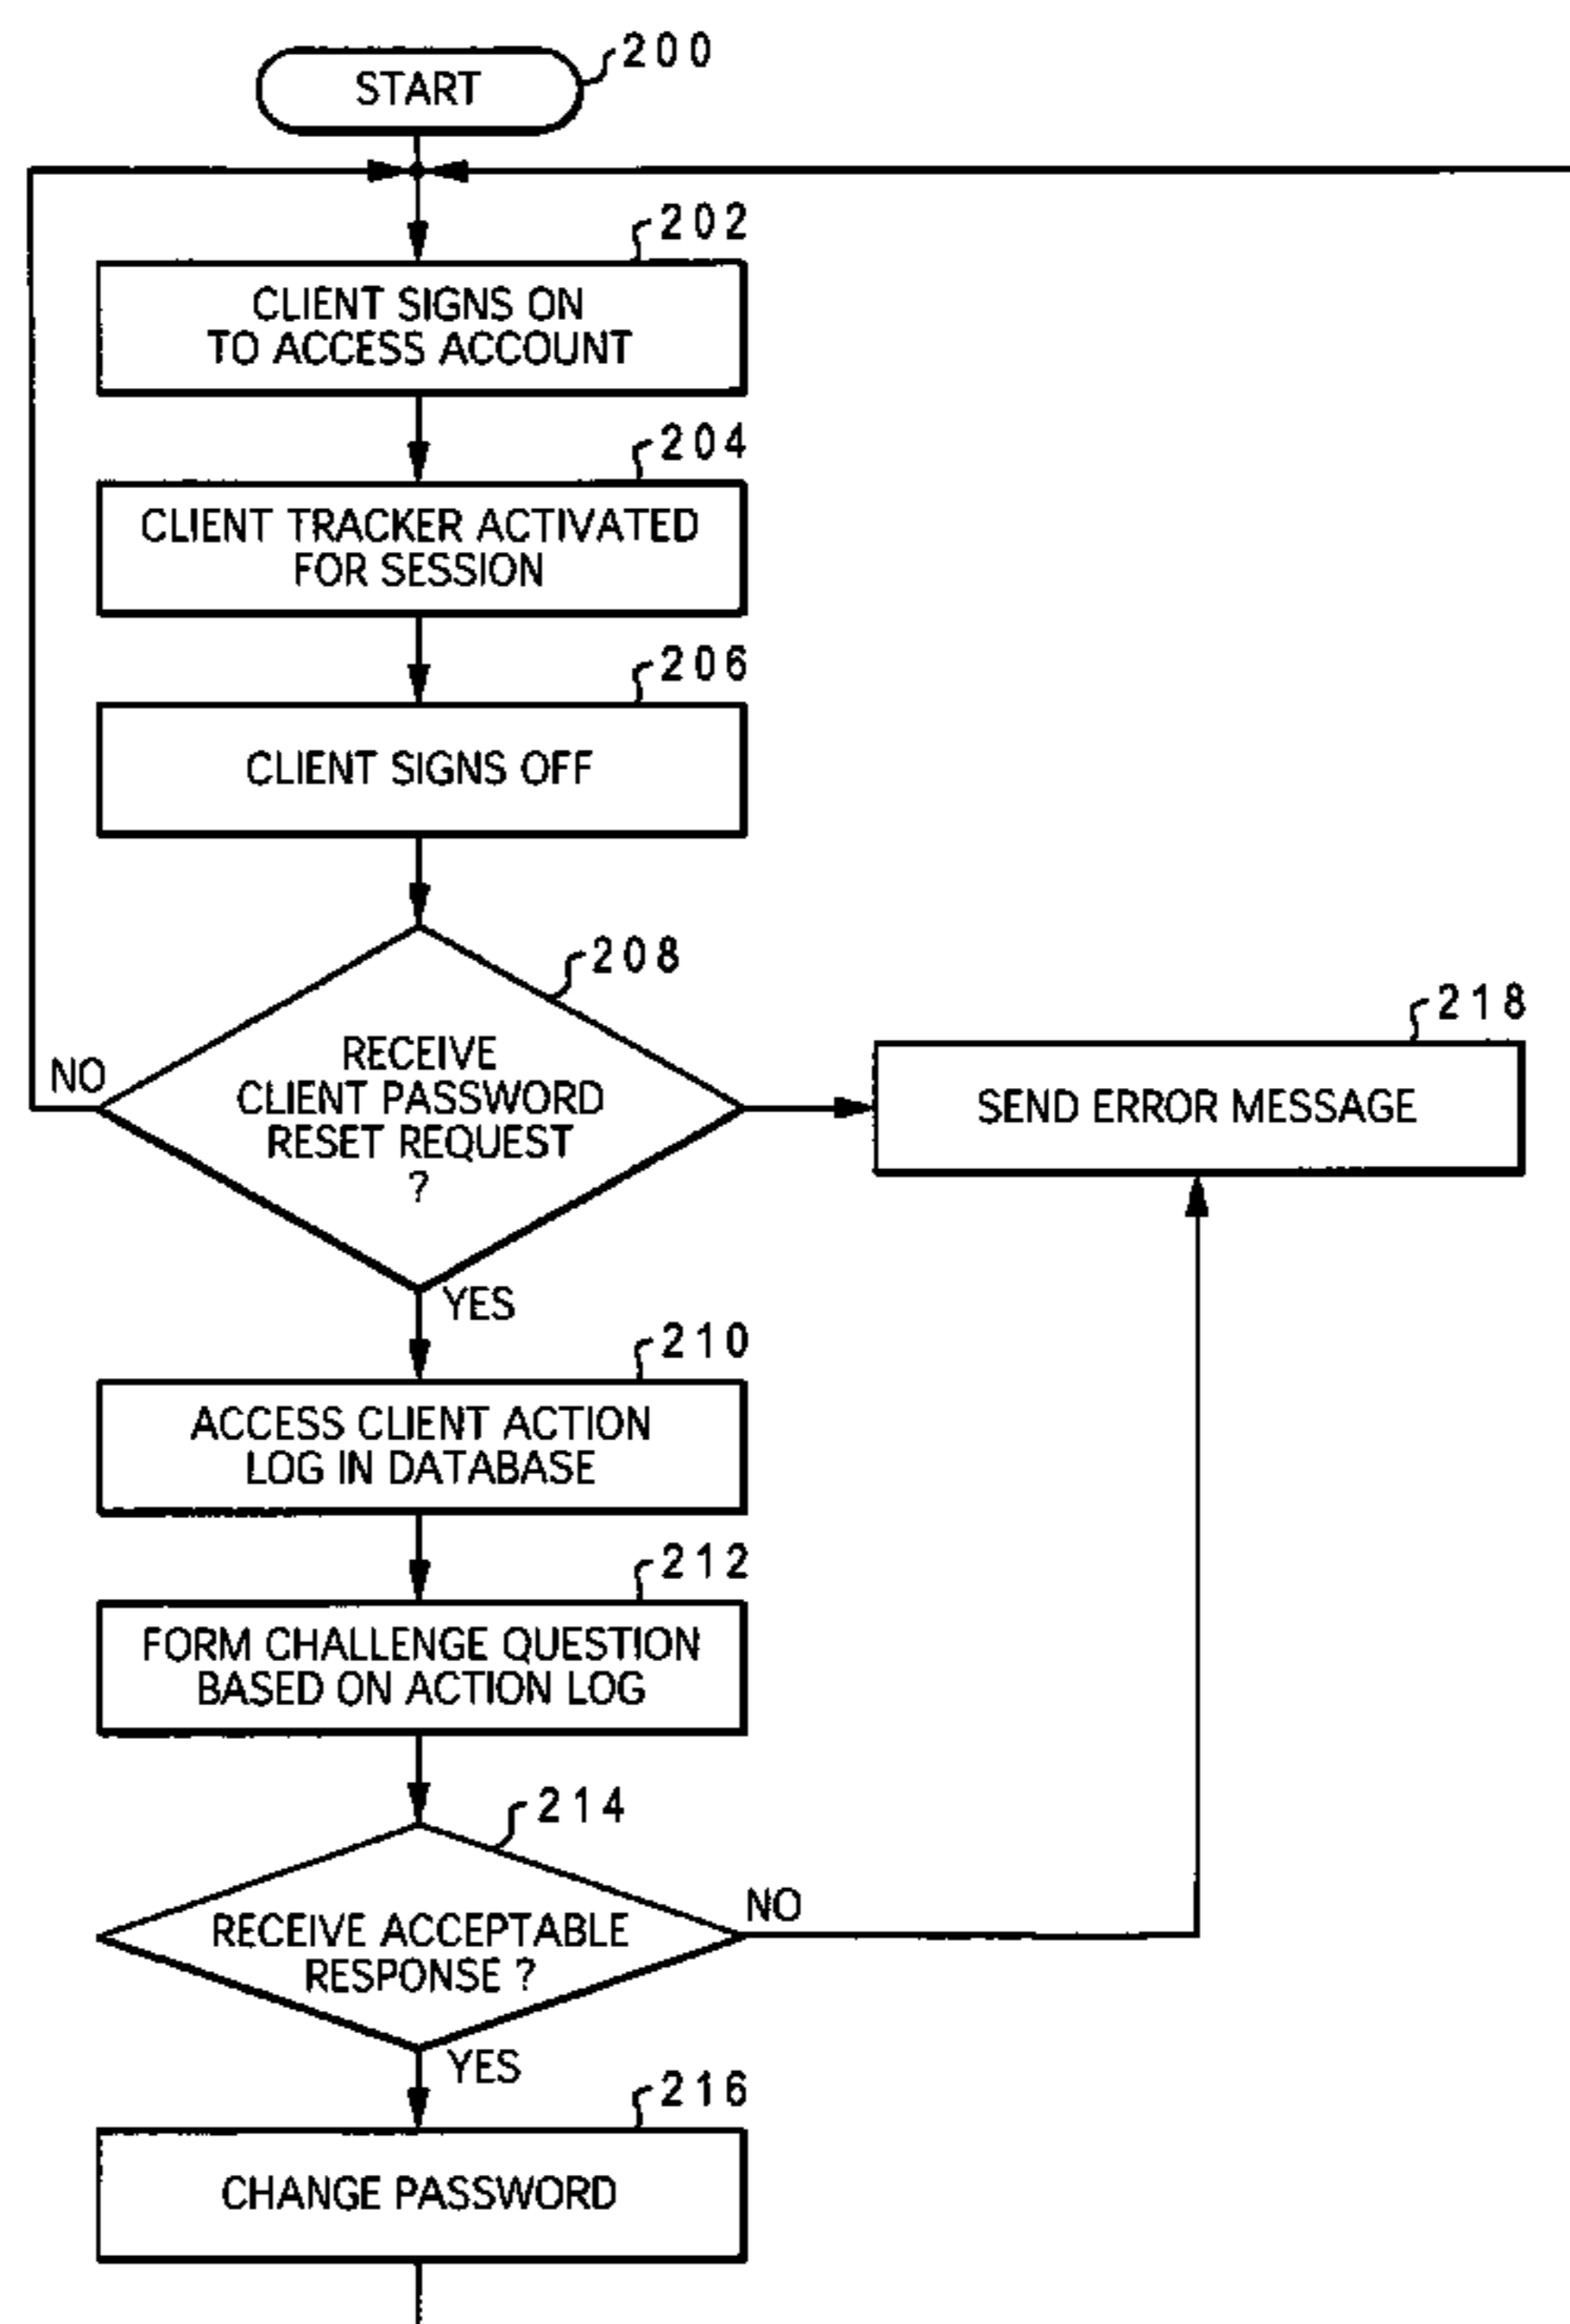 200
START
202
CLIENT SIGNS ON
TO ACCESS ACCOUNT
204
CLIENT TRACKER ACTIVATED
FOR SESSION
206
CLIENT SIGNS OFF
208
RECEIVE
CLIENT PASSWORD
RESET REQUEST
?
NO
YES
218
SEND ERROR MESSAGE
210
ACCESS CLIENT ACTION
LOG IN DATABASE
212
FORM CHALLENGE QUESTION
BASED ON ACTION LOG
214
RECEIVE ACCEPTABLE
RESPONSE ?
NO
YES
216
CHANGE PASSWORD